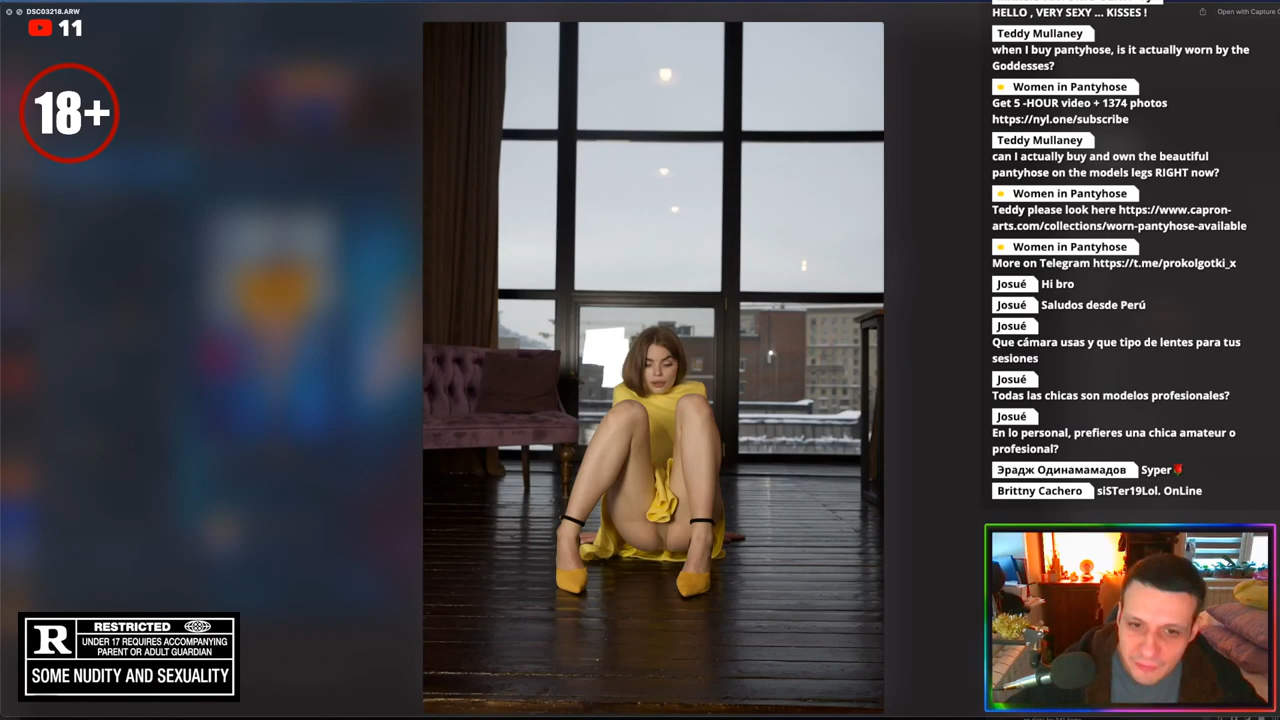 DSC03218.ARW
Open with Capture
11
18+
HELLO , VERY SEXY ... KISSES !
Teddy Mullaney
when I buy pantyhose, is it actually worn by the
Goddesses?
Women in Pantyhose
Get 5 -HOUR video + 1374 photos
https://nyl.one/subscribe
Teddy Mullaney
can I actually buy and own the beautiful
pantyhose on the models legs RIGHT now?
Women in Pantyhose
Teddy please look here https://www.capron-
arts.com/collections/worn-pantyhose-available
Women in Pantyhose
More on Telegram https://t.me/prokolgotki_x
Josué Hi bro
Josué Saludos desde Perú
Josué
Que cámara usas y que tipo de lentes para tus
sesiones
Josué
Todas las chicas son modelos profesionales?
Josué
En lo personal, prefieres una chica amateur o
profesional?
Эрадж Одинамамадов Syper
Brittny Cachero siSTer19Lol. OnLine
R
RESTRICTED
UNDER 17 REQUIRES ACCOMPANYING
PARENT OR ADULT GUARDIAN
SOME NUDITY AND SEXUALITY